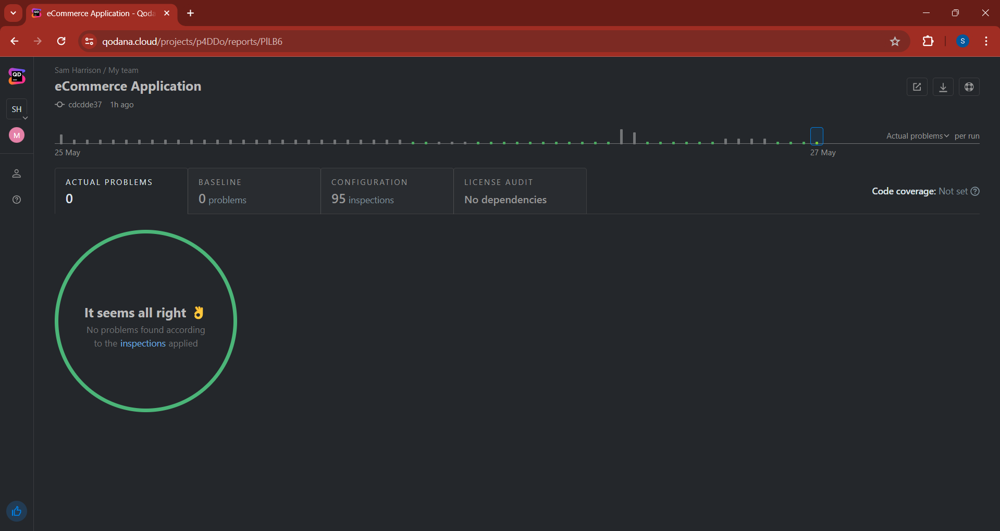 eCommerce Application - Qoda
qodana.cloud/projects/p4DDo/reports/PlLB6
S
QD
Sam Harrison / My team
eCommerce Application
cdcdde37 1h ago
SH
M
Actual problems per run
25 May
27 May
ACTUAL PROBLEMS
0
BASELINE
0 problems
CONFIGURATION
95 inspections
LICENSE AUDIT
No dependencies
Code coverage: Not set
It seems all right 👌
No problems found according
to the inspections applied